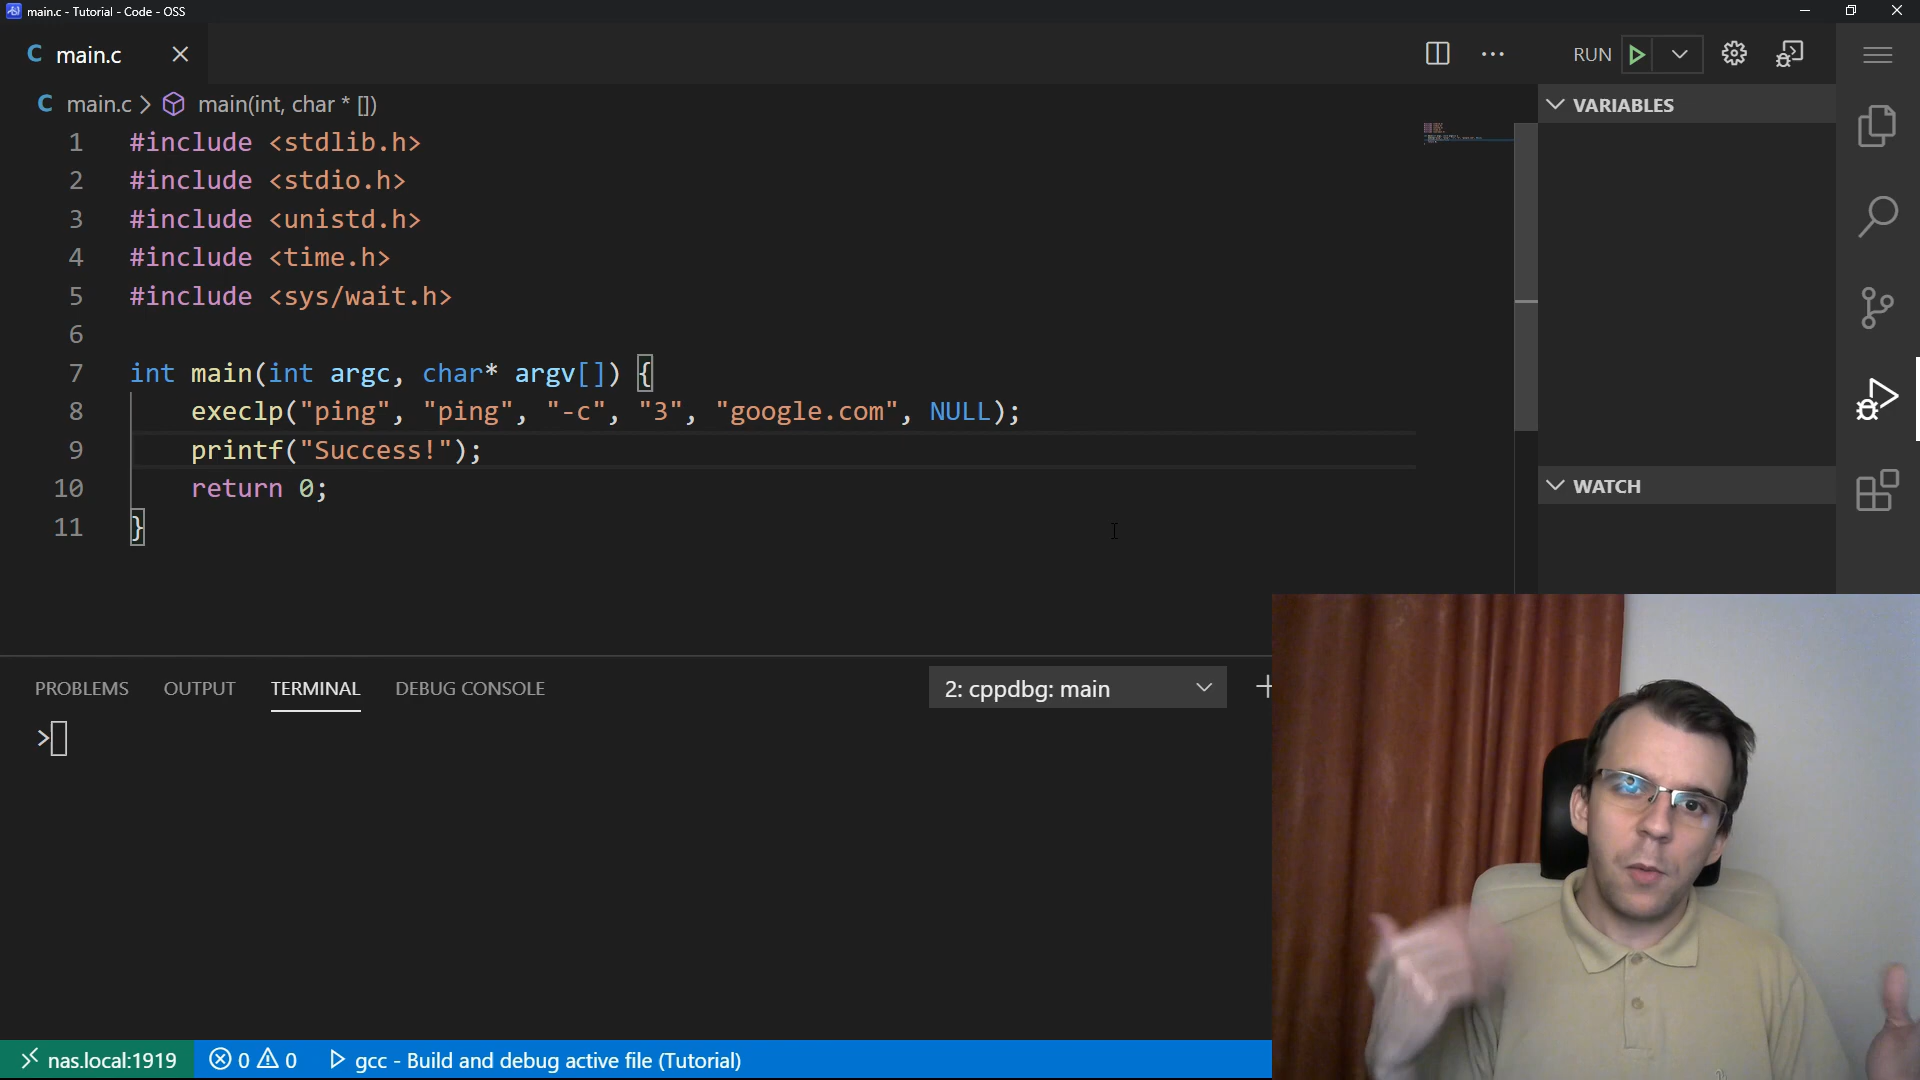 main.c - Tutorial - Code - OSS
C main.c
RUN
C main.c > main(int, char * [])
VARIABLES
1 #include <stdlib.h>
2 #include <stdio.h>
3 #include <unistd.h>
4 #include <time.h>
5 #include <sys/wait.h>
6
7 int main(int argc, char* argv[]) {
8 execlp("ping", "ping", "-c", "3", "google.com", NULL);
9 printf("Success!");
10 return 0;
11 }
WATCH
PROBLEMS OUTPUT TERMINAL DEBUG CONSOLE 2: cppdbg: main
>
nas.local:1919 0 0 gcc - Build and debug active file (Tutorial)